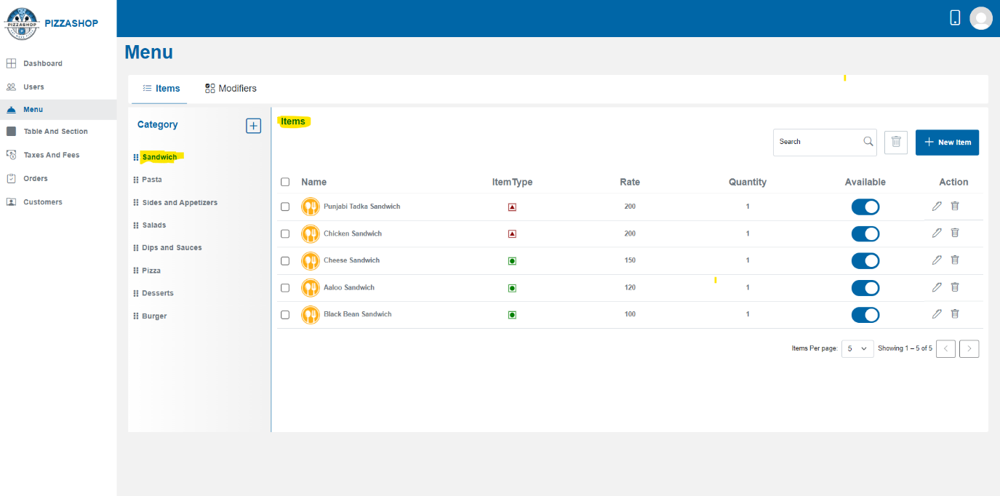 PIZZASHOP
PIZZASHOP
Menu
Dashboard
Users
Menu
Table And Section
Taxes And Fees
Orders
Customers
Items Modifiers
Category
Sandwich
Pasta
Sides and Appetizers
Salads
Dips and Sauces
Pizza
Desserts
Burger
Items
Search
New Item
Name ItemType Rate Quantity Available Action
Punjabi Tadka Sandwich 200 1
Chicken Sandwich 200 1
Cheese Sandwich 150 1
Aaloo Sandwich 120 1
Black Bean Sandwich 100 1
Items Per page: 5 Showing 1 – 5 of 5